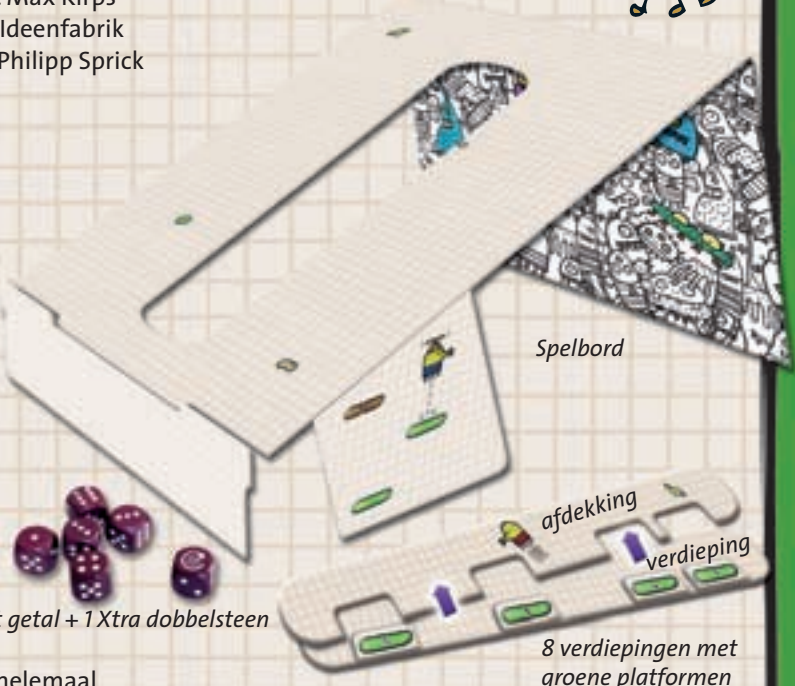 Max Kirps
Ideenfabrik
Philipp Sprick
Spelbord
afdekking
verdieping
getal + 1 Xtra dobbelsteen
8 verdiepingen met
groene platformen
helemaal